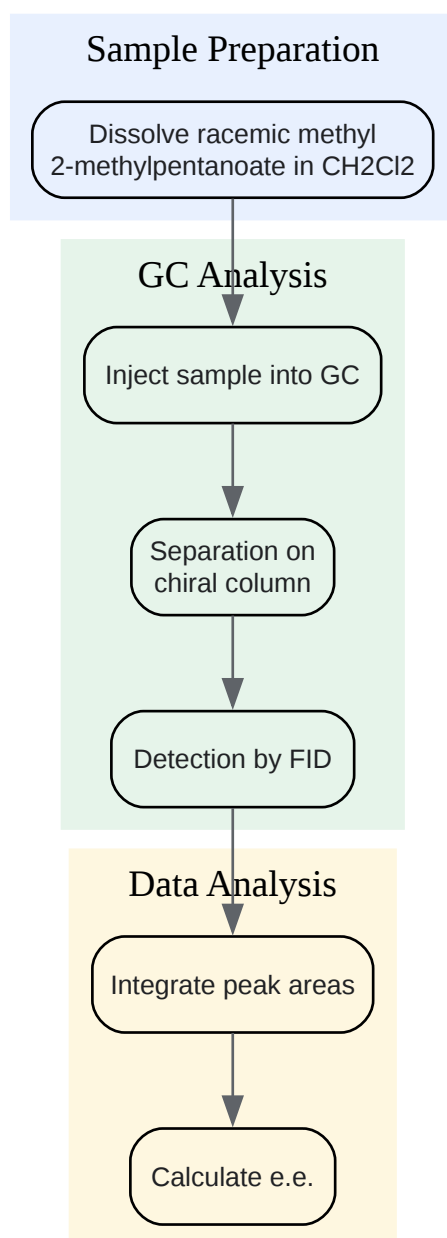 Sample Preparation
Dissolve racemic methyl
2-methylpentanoate in CH2Cl2
GC Analysis
Inject sample into GC
Separation on
chiral column
Detection by FID
Data Analysis
Integrate peak areas
Calculate e.e.